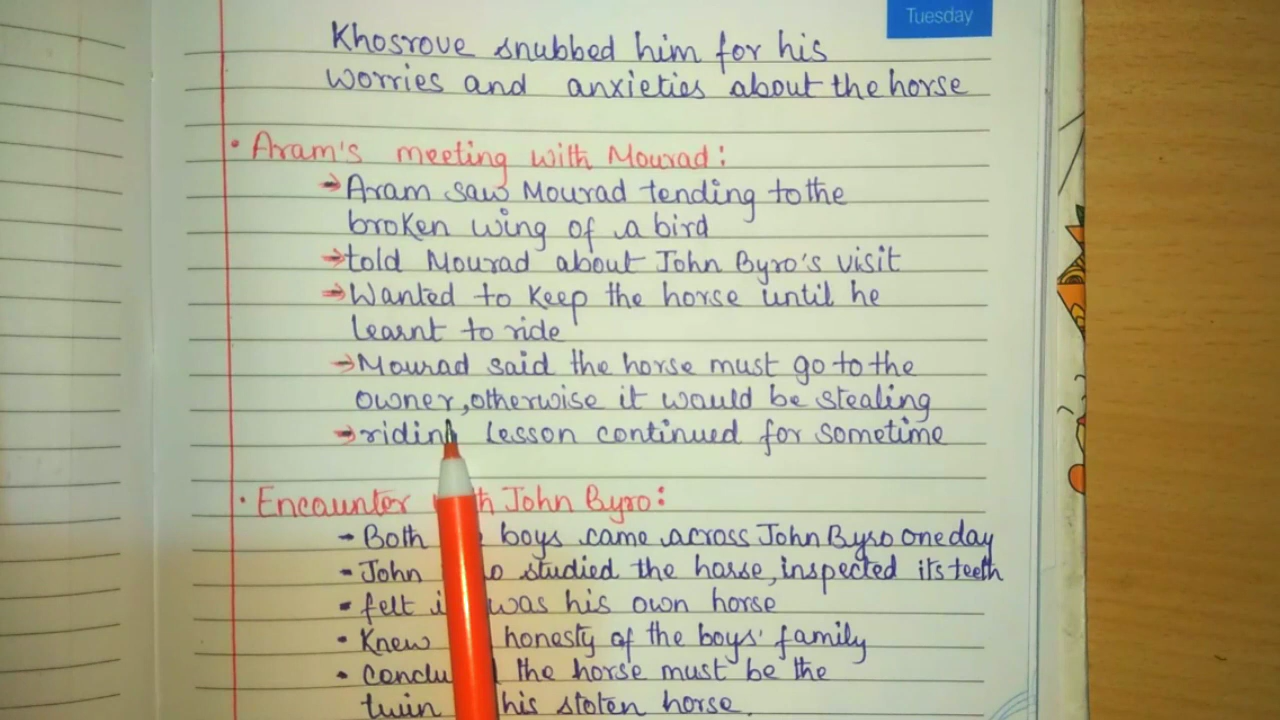 Tuesday
Khosrove snubbed him for his
worries and anxieties about the horse
• Aram's meeting with Mourad:
→ Aram saw Mourad tending to the
broken wing of a bird
→ told Mourad about John Byro's visit
→ Wanted to keep the horse until he
learnt to ride
→ Mourad said the horse must go to the
owner, otherwise it would be stealing
→ lesson continued for sometime
• Encounter John Byro:
- Both boys came across John Byro one day
- John studied the horse, inspected its teeth
• felt was his own horse
• Knew honesty of the boys' family
• the horse must be the
twin his stolen horse.